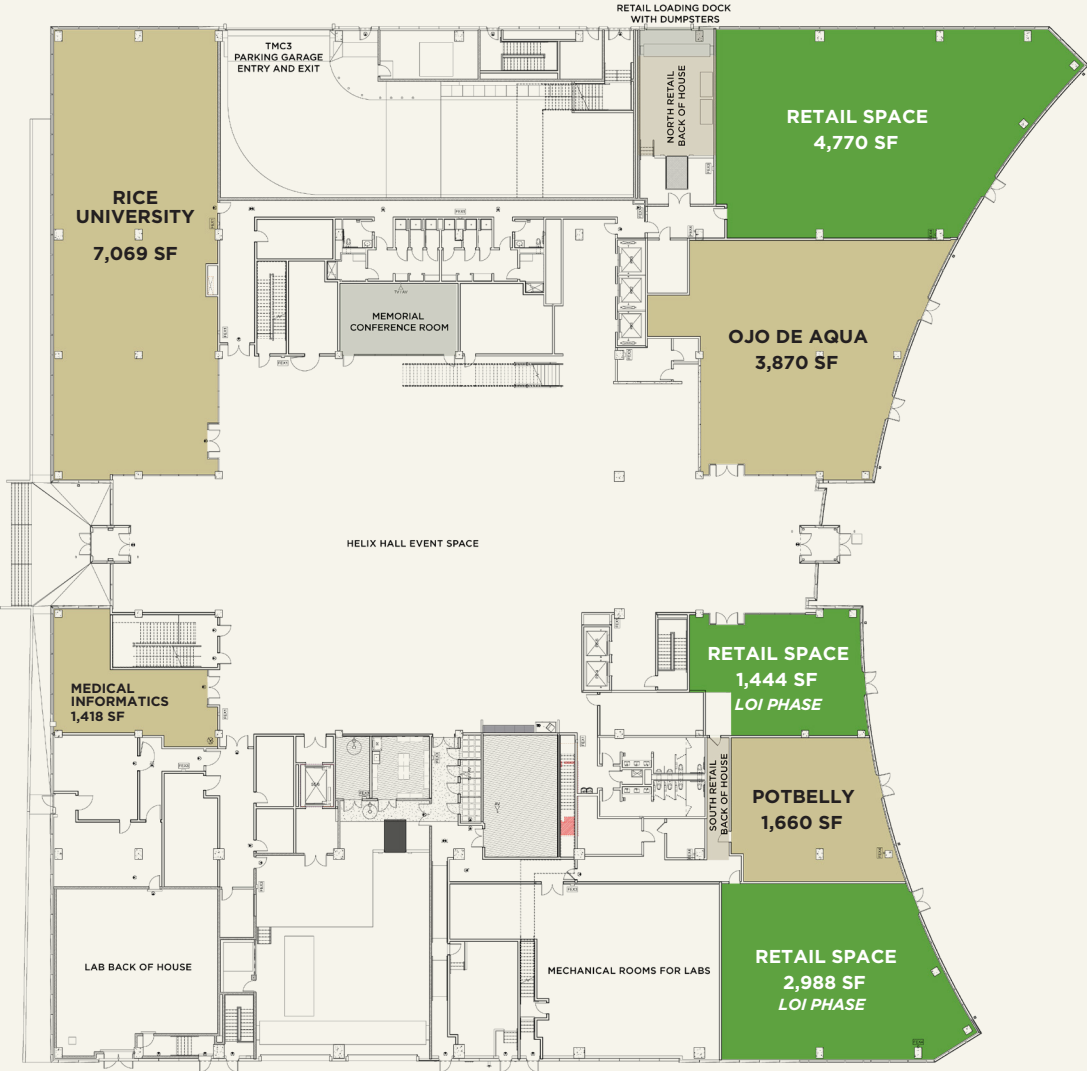 RETAIL LOADING DOCK
WITH DUMPSTERS
TMC3
PARKING GARAGE
ENTRY AND EXIT
NORTH RETAIL
BACK OF HOUSE
RETAIL SPACE
4,770 SF
RICE
UNIVERSITY
7,069 SF
MEMORIAL
CONFERENCE ROOM
OJO DE AQUA
3,870 SF
HELIX HALL EVENT SPACE
RETAIL SPACE
1,444 SF
LOI PHASE
MEDICAL
INFORMATICS
1,418 SF
SOUTH RETAIL
BACK OF HOUSE
POTBELLY
1,660 SF
LAB BACK OF HOUSE
MECHANICAL ROOMS FOR LABS
RETAIL SPACE
2,988 SF
LOI PHASE